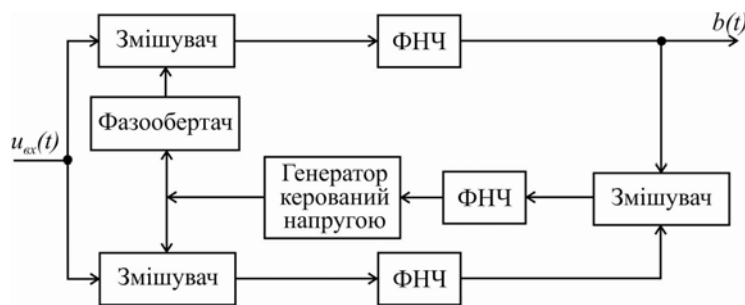 Змішувач
ФНЧ
b(t)
Фазообертач
uвх(t)
Генератор
керований
напругою
ФНЧ
Змішувач
Змішувач
ФНЧ